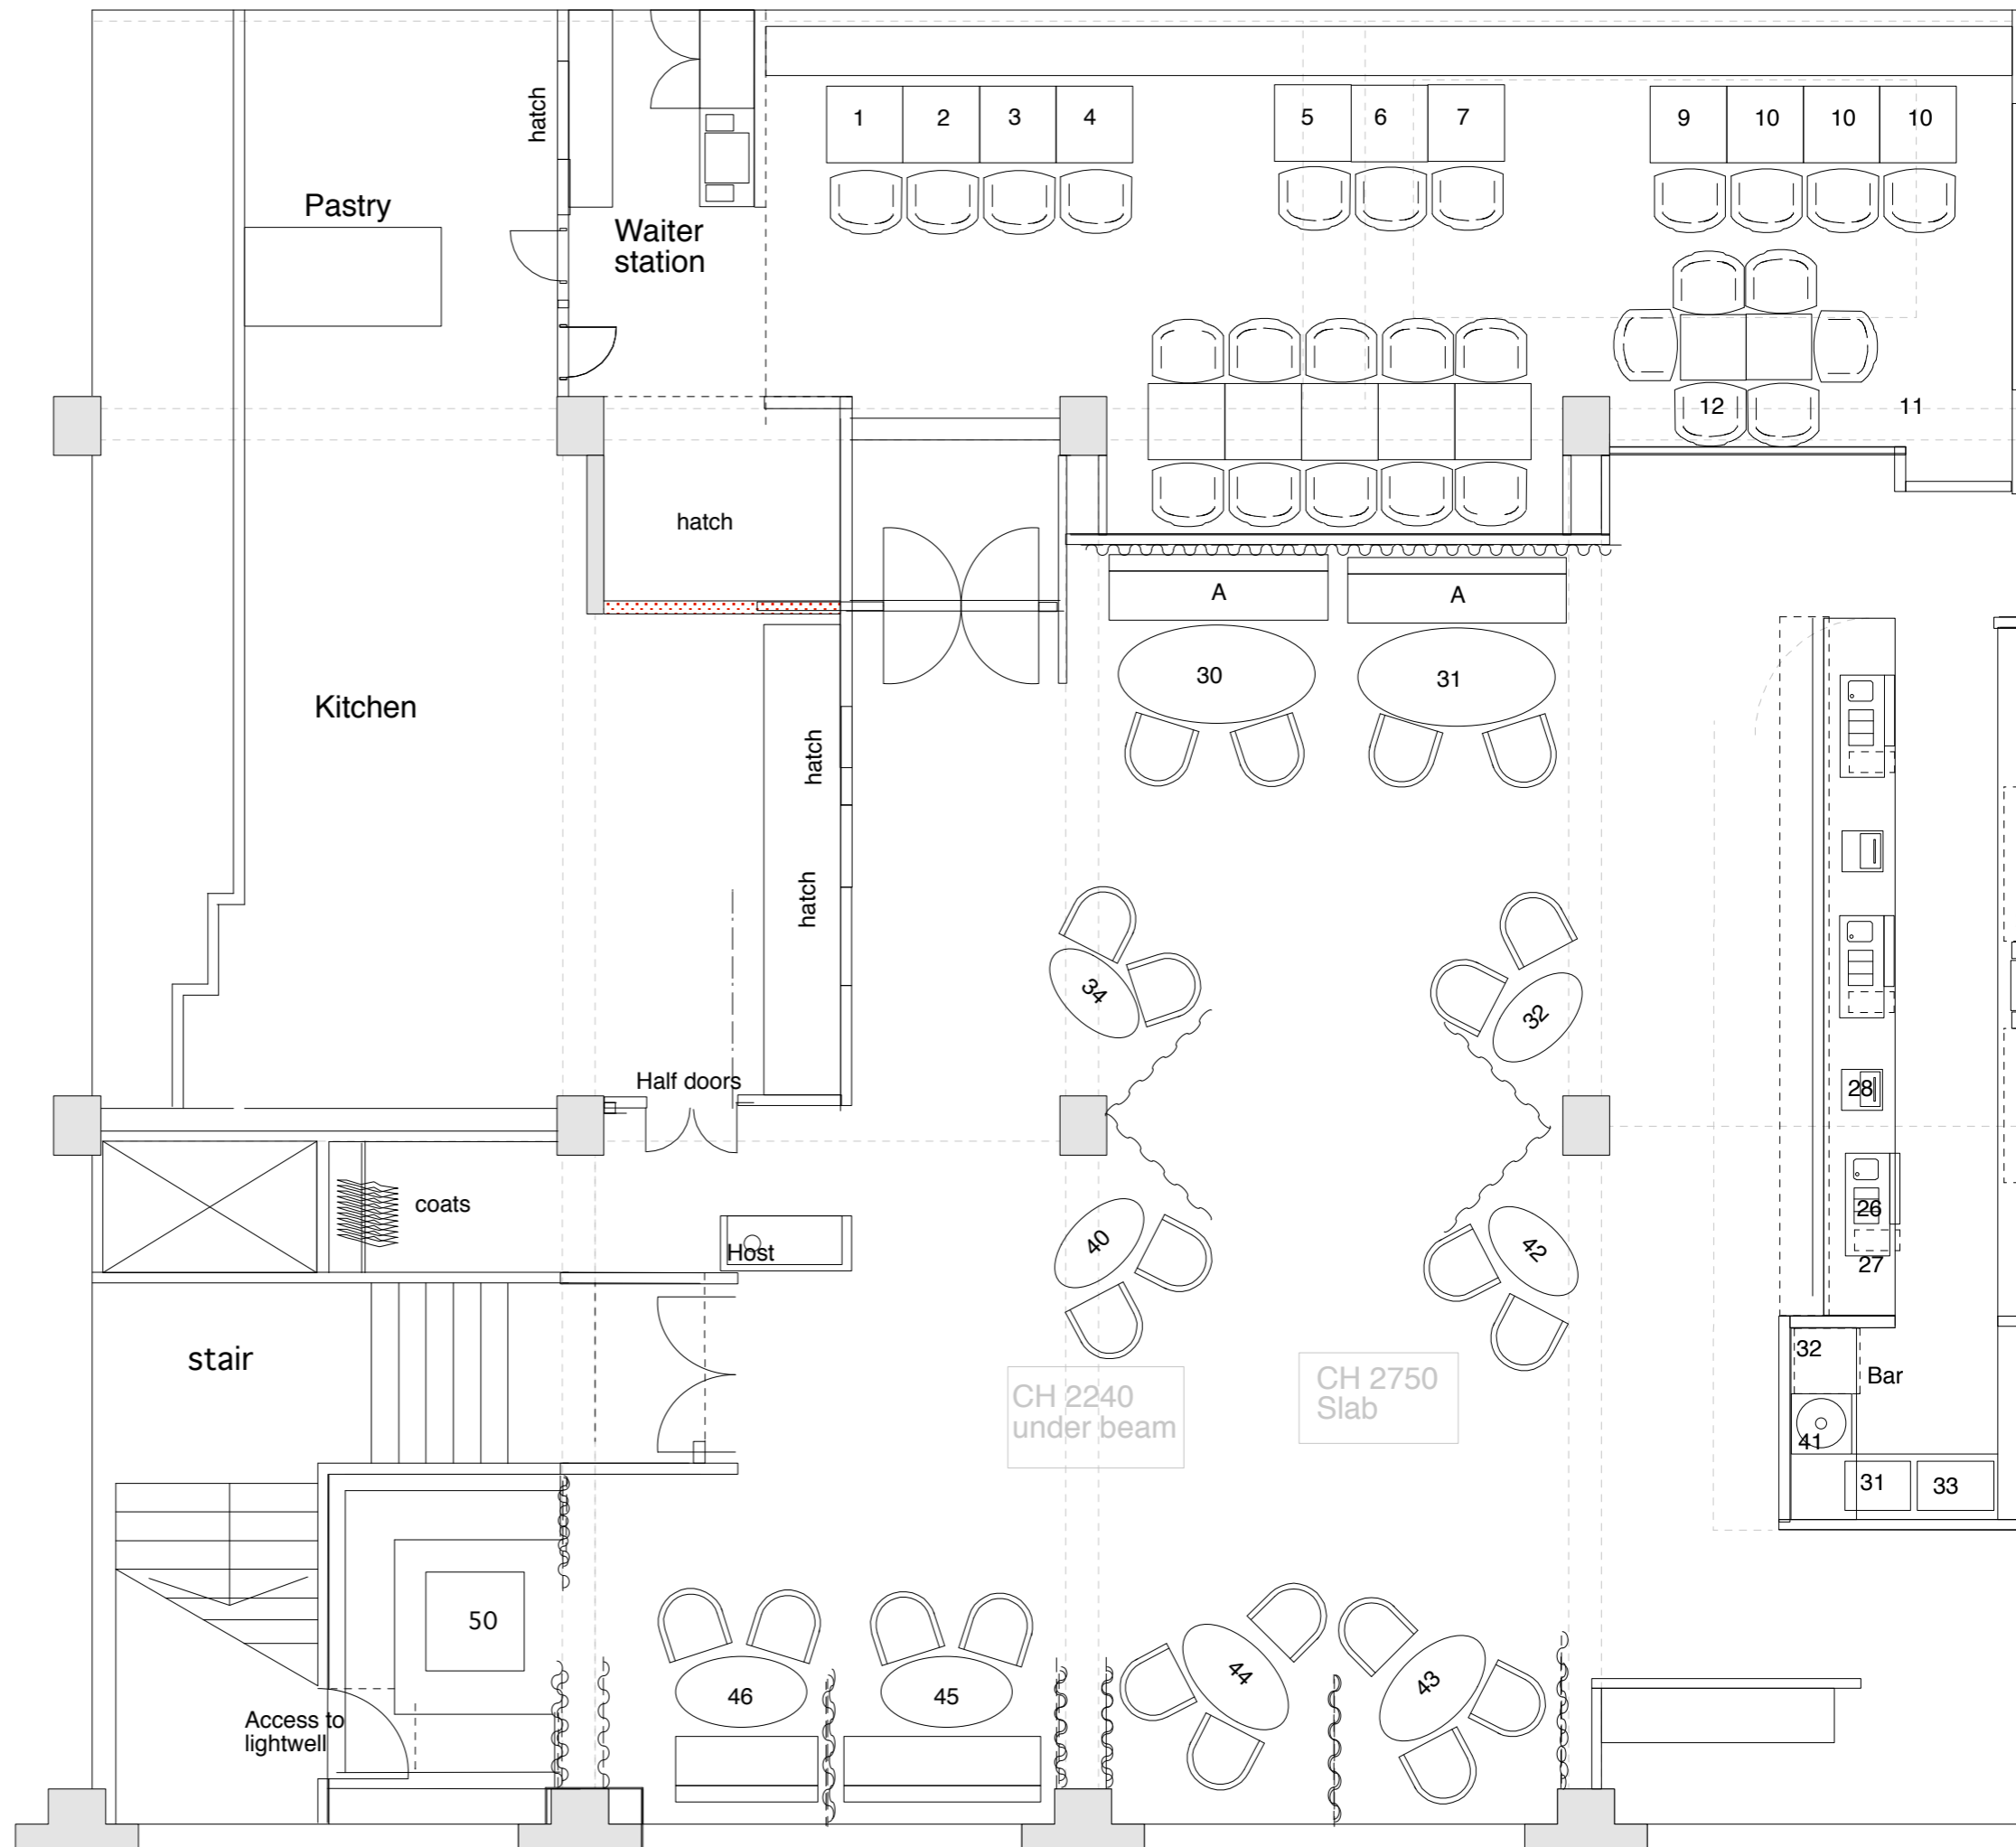 hatch
1 2 3 4 5 6 7 9 10 10 10
Pastry
Waiter
station
12 11
hatch
A A
30 31
Kitchen
hatch
hatch
34 32
Half doors
28
coats
26
27
Host
40 42
stair
32
Bar
CH 2240
under beam
CH 2750
Slab
41
31 33
50
46 45 44 43
Access to
lightwell